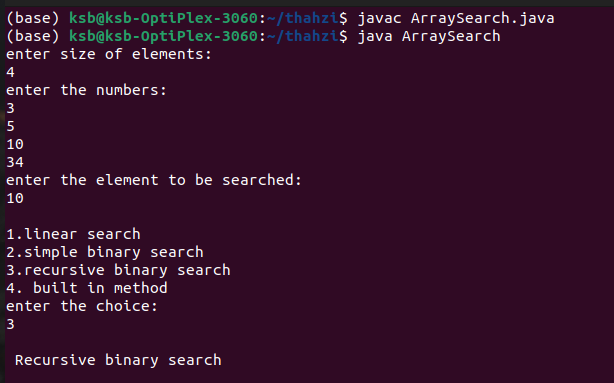 (base) ksb@ksb-OptiPlex-3060:~/thahzi$ javac ArraySearch.java
(base) ksb@ksb-OptiPlex-3060:~/thahzi$ java ArraySearch
enter size of elements:
4
enter the numbers:
3
5
10
34
enter the element to be searched:
10
1.linear search
2.simple binary search
3.recursive binary search
4. built in method
enter the choice:
3
Recursive binary search